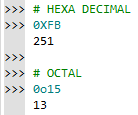 >>> # HEXA DECIMAL
>>> 0XFB
251
>>>
>>> # OCTAL
>>> 0o15
13